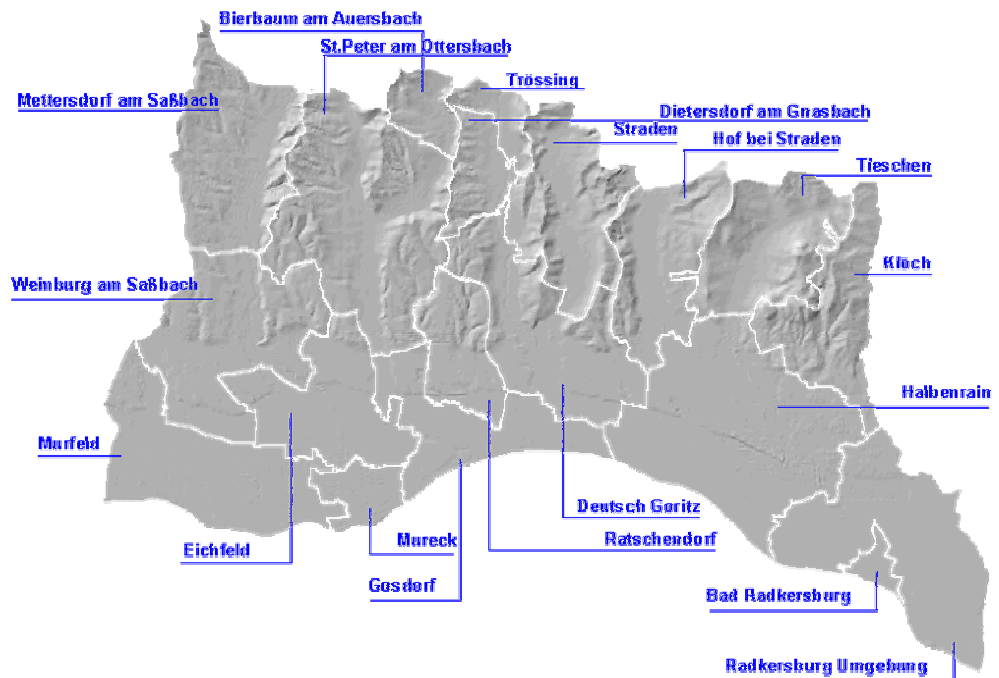 Bierbaum am Auersbach
St.Peter am Ottersbach
Trössing
Mettersdorf am Saßbach
Dietersdorf am Gnasbach
Straden
Hof bei Straden
Tieschen
Klöch
Weinburg am Saßbach
Halbenrain
Murfeld
Deutsch Goritz
Ratschendorf
Mureck
Eichfeld
Gosdorf
Bad Radkersburg
Radkersburg Umgebung